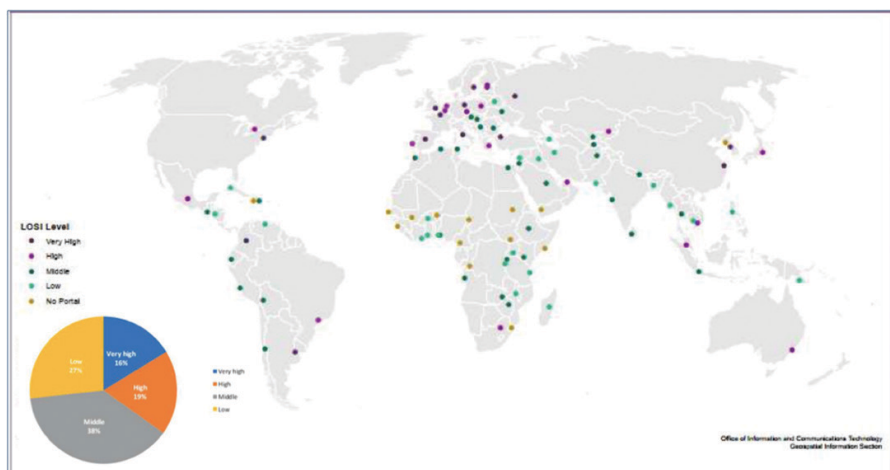 LOSI Level
Very High
High
Middle
Low
No Portal
Low
27%
Very high
16%
High
19%
Middle
38%
Very high
High
Middle
Low
Office of Information and Communications Technology
Geospatial Information Section